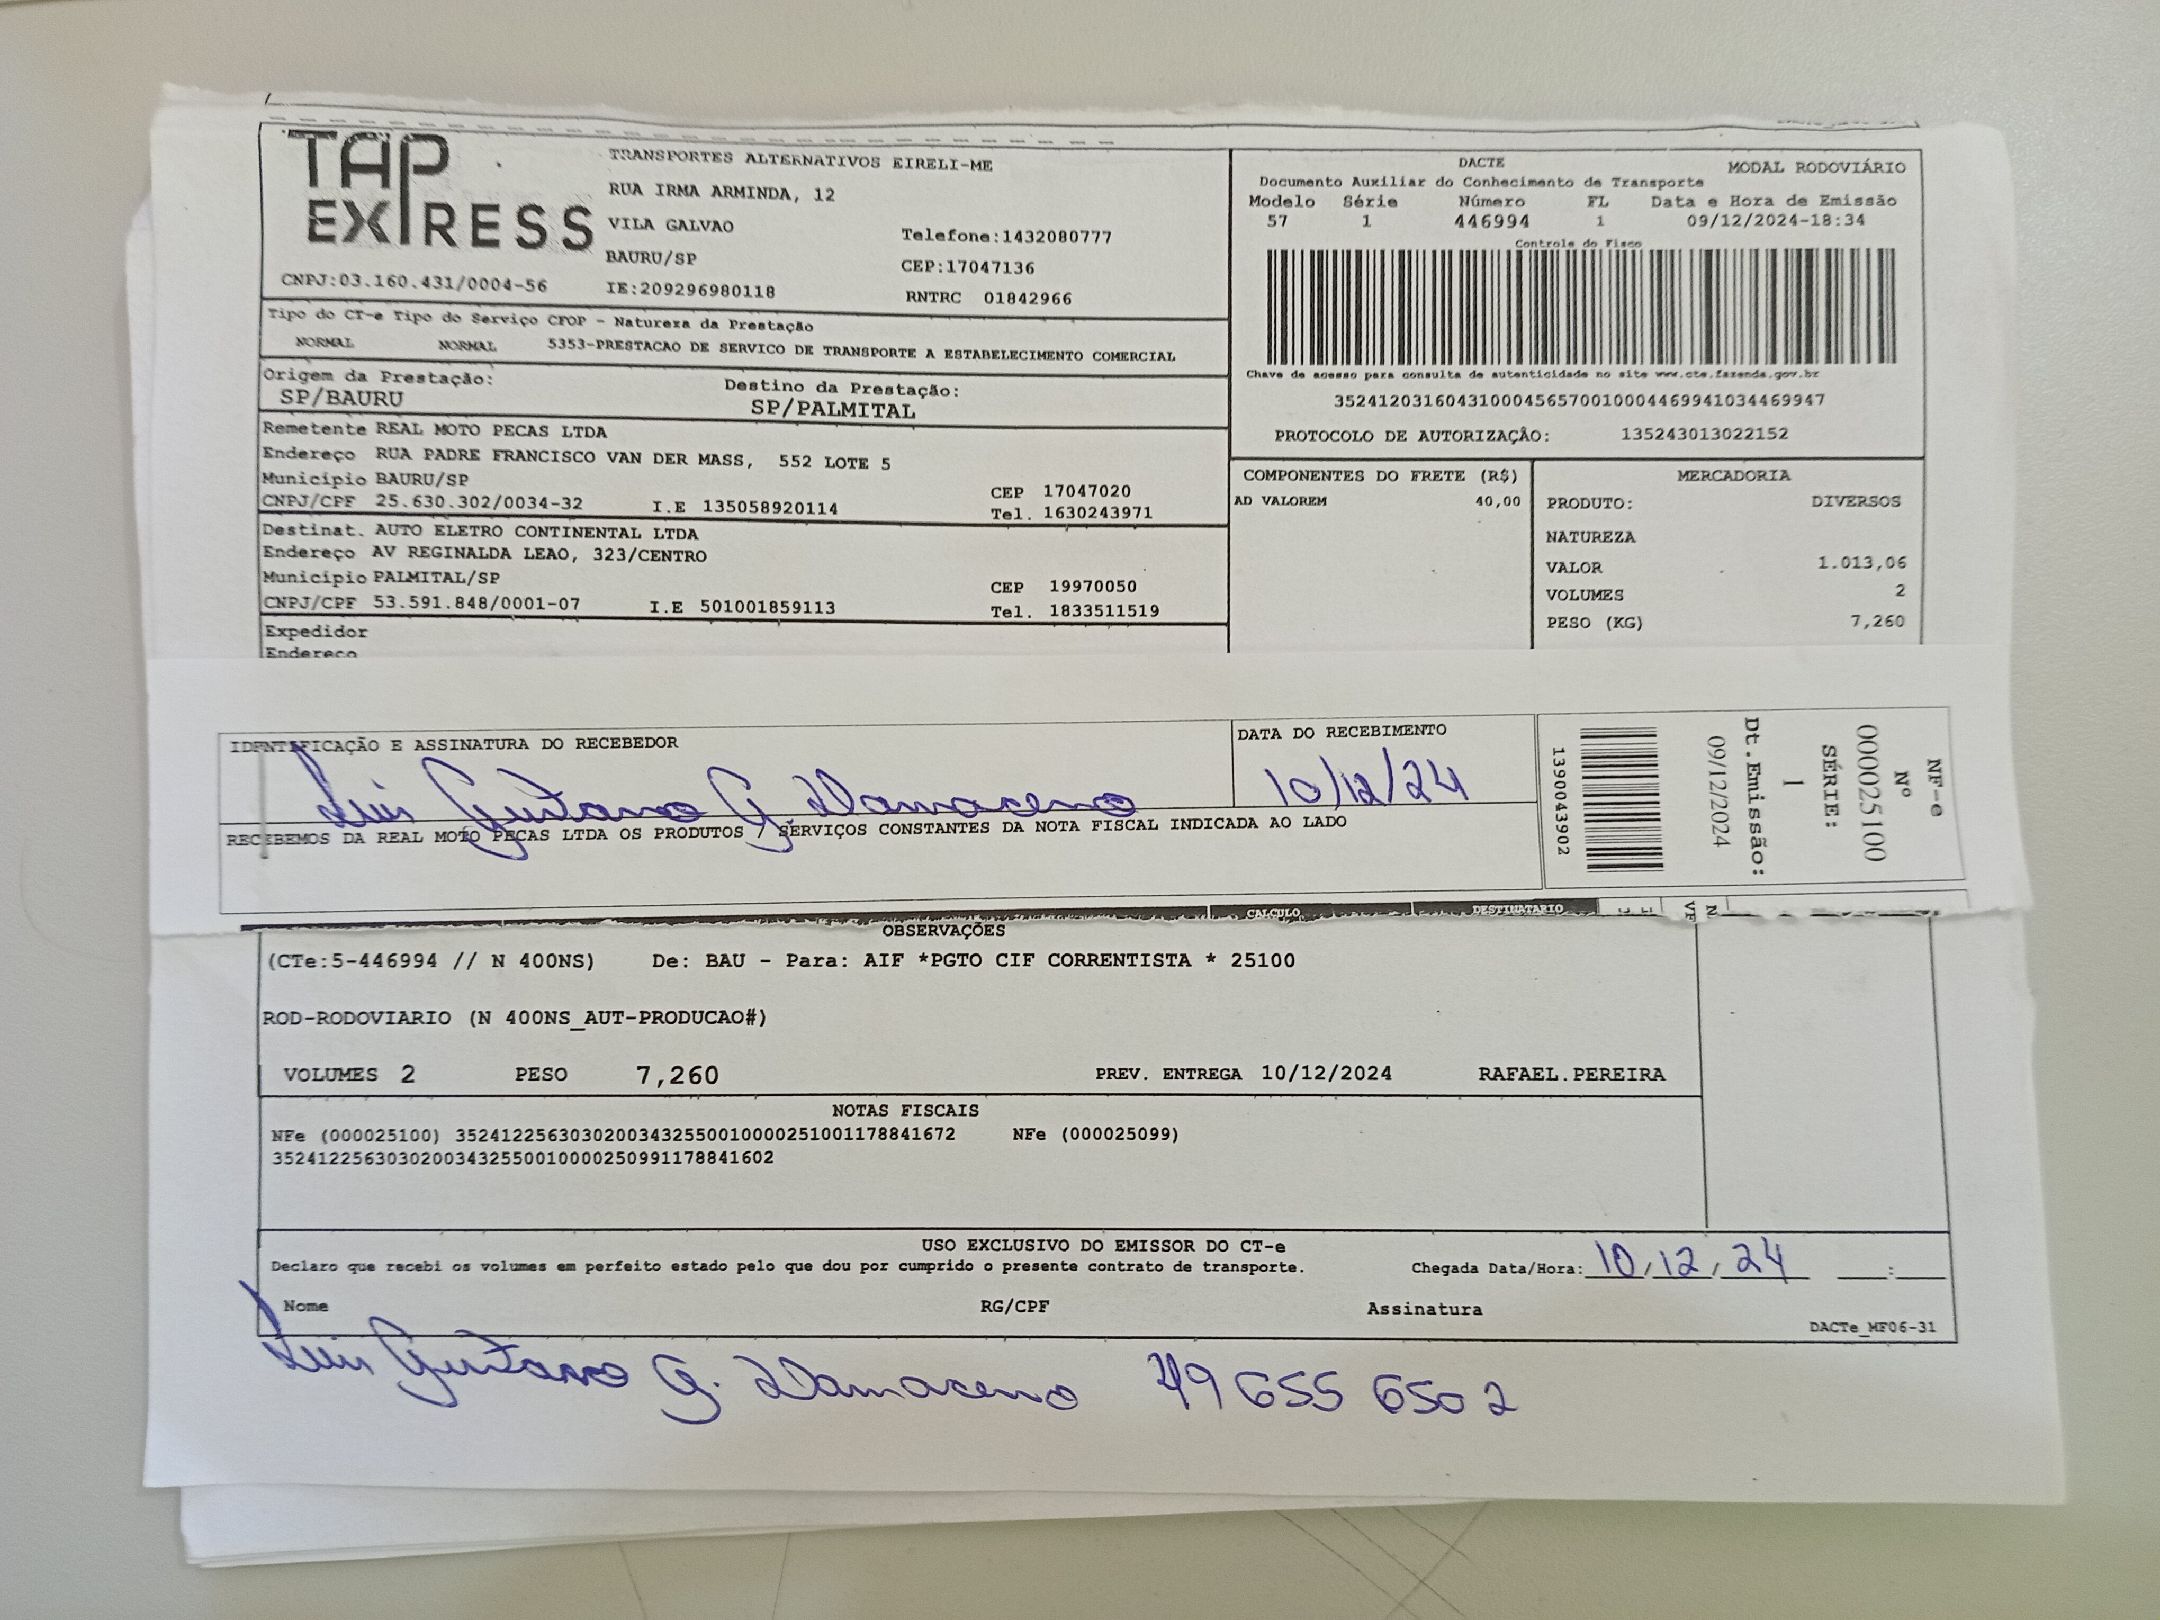 TAP EXPRESS
TRANSPORTES ALTERNATIVOS EIRELI-ME
RUA IRMA ARMINDA, 12
VILA GALVAO
Telefone:1432080777
BAURU/SP
CEP:17047136
CNPJ:03.160.431/0004-56
IE:209296980118
RNTRC 01842966
DACTE MODAL RODOVIÁRIO
Documento Auxiliar do Conhecimento de Transporte
Modelo Série Número FL Data e Hora de Emissão
57 1 446994 1 09/12/2024-18:34
Controle do Fisco
Chave de acesso para consulta de autenticidade no site www.cte.fazenda.gov.br
35241203160431000456570010004469941034469947
PROTOCOLO DE AUTORIZAÇÃO: 135243013022152
Tipo do CT-e Tipo do Serviço CFOP - Natureza da Prestação
NORMAL NORMAL 5353-PRESTACAO DE SERVICO DE TRANSPORTE A ESTABELECIMENTO COMERCIAL
Origem da Prestação: Destino da Prestação:
SP/BAURU SP/PALMITAL
Remetente REAL MOTO PECAS LTDA
Endereço RUA PADRE FRANCISCO VAN DER MASS, 552 LOTE 5
Município BAURU/SP CEP 17047020
CNPJ/CPF 25.630.302/0034-32 I.E 135058920114 Tel. 1630243971
Destinat. AUTO ELETRO CONTINENTAL LTDA
Endereço AV REGINALDA LEAO, 323/CENTRO
Município PALMITAL/SP CEP 19970050
CNPJ/CPF 53.591.848/0001-07 I.E 501001859113 Tel. 1833511519
Expedidor
Endereço
COMPONENTES DO FRETE (R$)
AD VALOREM 40,00
MERCADORIA
PRODUTO: DIVERSOS
NATUREZA
VALOR 1.013,06
VOLUMES 2
PESO (KG) 7,260
IDENTIFICAÇÃO E ASSINATURA DO RECEBEDOR
Luis Gustavo G. Damaceno
DATA DO RECEBIMENTO
10/12/24
RECEBEMOS DA REAL MOTO PECAS LTDA OS PRODUTOS / SERVIÇOS CONSTANTES DA NOTA FISCAL INDICADA AO LADO
NF-e
Nº
000025100
SÉRIE:
1
Dt.Emissão:
09/12/2024
1390043902
CALCULO DESTINATARIO
OBSERVAÇÕES
(CTe:5-446994 // N 400NS) De: BAU - Para: AIF *PGTO CIF CORRENTISTA * 25100
ROD-RODOVIARIO (N 400NS_AUT-PRODUCAO#)
VOLUMES 2 PESO 7,260 PREV. ENTREGA 10/12/2024 RAFAEL.PEREIRA
NOTAS FISCAIS
NFe (000025100) 35241225630302003432550010000251001178841672 NFe (000025099)
35241225630302003432550010000250991178841602
USO EXCLUSIVO DO EMISSOR DO CT-e
Declaro que recebi os volumes em perfeito estado pelo que dou por cumprido o presente contrato de transporte. Chegada Data/Hora: 10/12/24 __:__
Nome RG/CPF Assinatura
DACTe_MF06-31
Luis Gustavo G. Damaceno 49 655 650 2